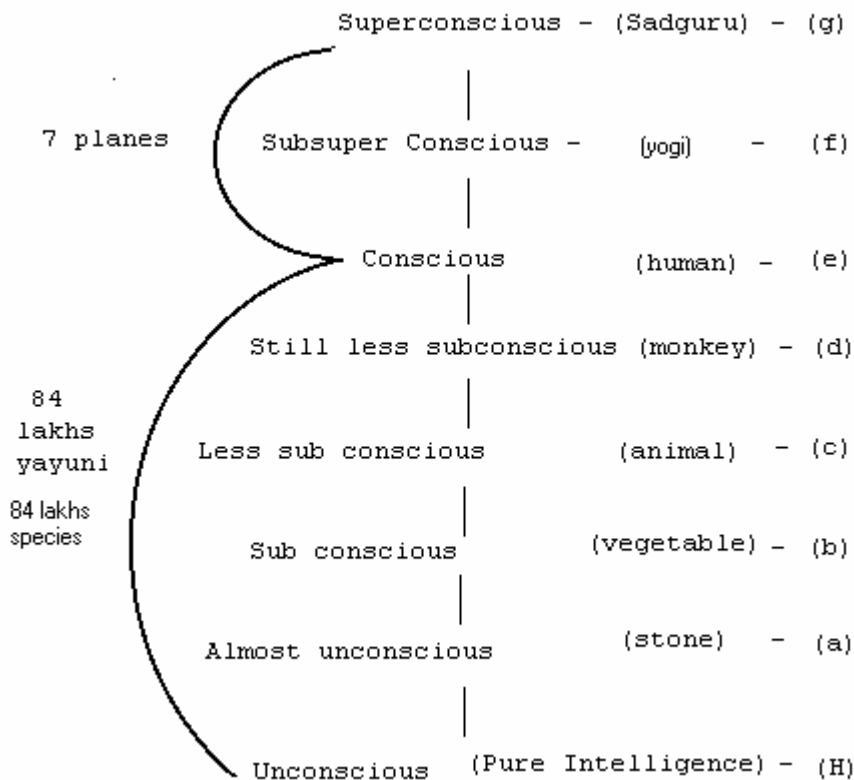 Superconscious – (Sadguru) – (g)
7 planes
Subsuper Conscious – (yogi) – (f)
Conscious (human) – (e)
Still less subconscious (monkey) – (d)
84
lakhs
yayuni
Less sub conscious (animal) – (c)
84 lakhs
species
Sub conscious (vegetable) – (b)
Almost unconscious (stone) – (a)
Unconscious (Pure Intelligence) – (H)